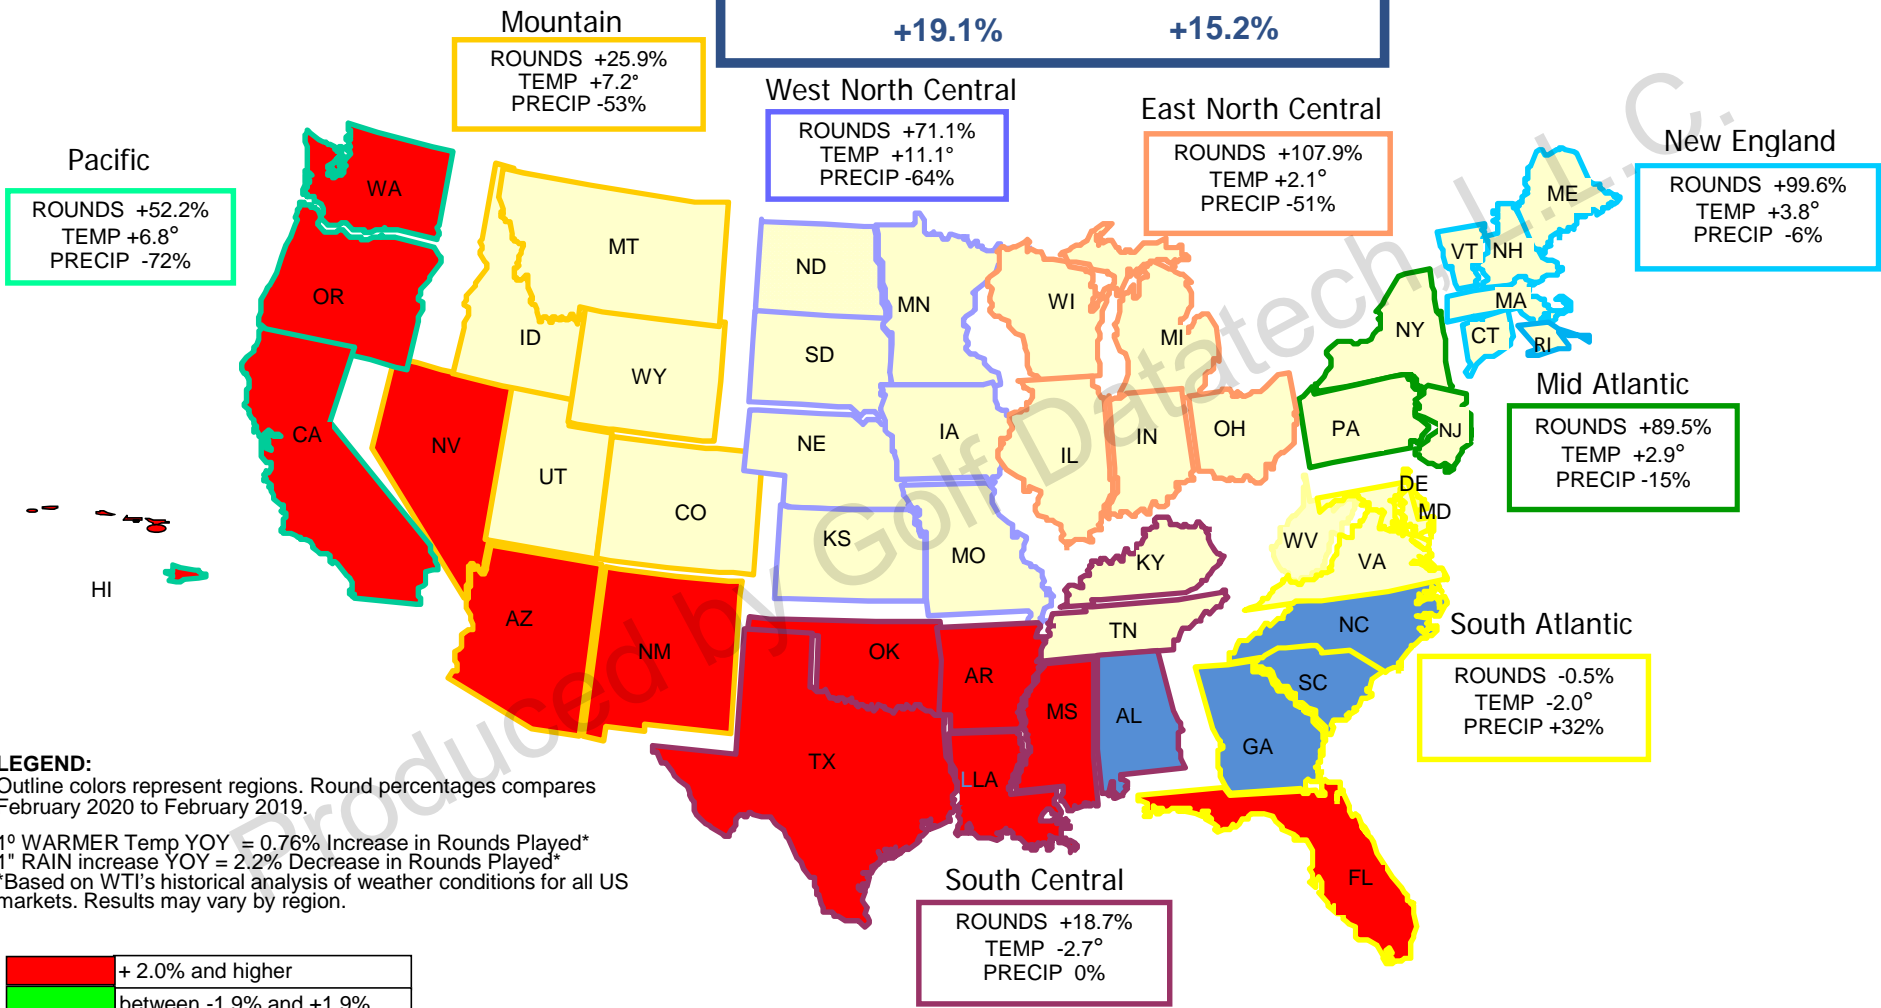 +19.1% +15.2%
Mountain
ROUNDS +25.9%
TEMP +7.2°
PRECIP -53%
West North Central
ROUNDS +71.1%
TEMP +11.1°
PRECIP -64%
East North Central
ROUNDS +107.9%
TEMP +2.1°
PRECIP -51%
New England
ROUNDS +99.6%
TEMP +3.8°
PRECIP -6%
Pacific
ROUNDS +52.2%
TEMP +6.8°
PRECIP -72%
Mid Atlantic
ROUNDS +89.5%
TEMP +2.9°
PRECIP -15%
South Atlantic
ROUNDS -0.5%
TEMP -2.0°
PRECIP +32%
South Central
ROUNDS +18.7%
TEMP -2.7°
PRECIP 0%
WA
OR
CA
HI
MT
ID
WY
NV
UT
CO
AZ
NM
ND
SD
NE
KS
MN
IA
MO
WI
MI
IL
IN
OH
KY
TN
OK
AR
TX
LLA
MS
AL
ME
VT
NH
MA
CT
RI
NY
PA
NJ
DE
MD
WV
VA
NC
SC
GA
FL
LEGEND:
Outline colors represent regions. Round percentages compares
February 2020 to February 2019.
1º WARMER Temp YOY = 0.76% Increase in Rounds Played*
1" RAIN increase YOY = 2.2% Decrease in Rounds Played*
*Based on WTI's historical analysis of weather conditions for all US
markets. Results may vary by region.
+ 2.0% and higher
between -1.9% and +1.9%
Produced by Golf Datatech, L.L.C.